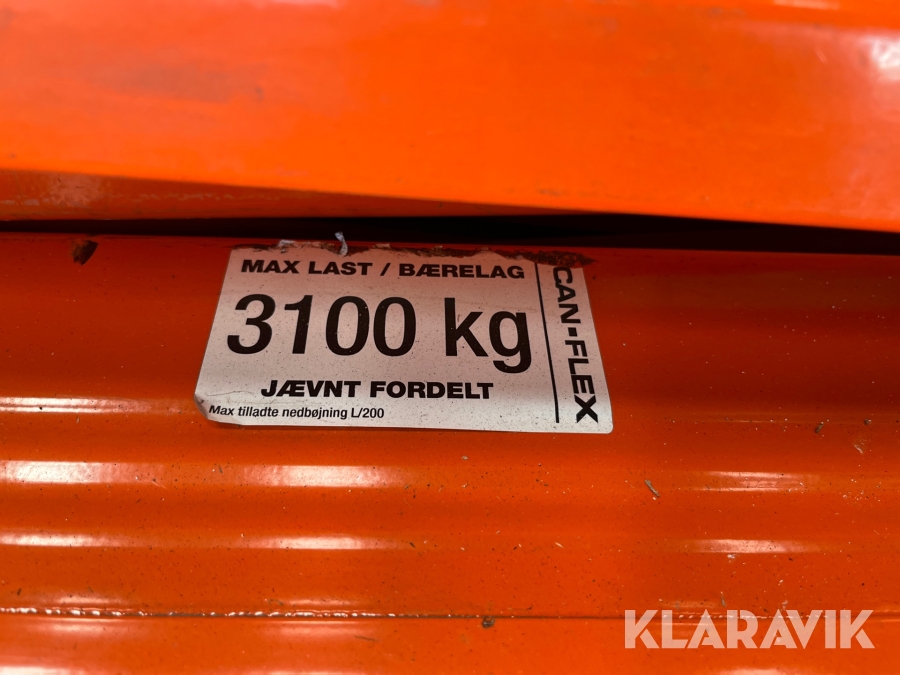 MAX LAST / BÆRELAG
3100 kg
JÆVNT FORDELT
Max tilladte nedbøjning L/200
CAN-FLEX
KLARAVIK